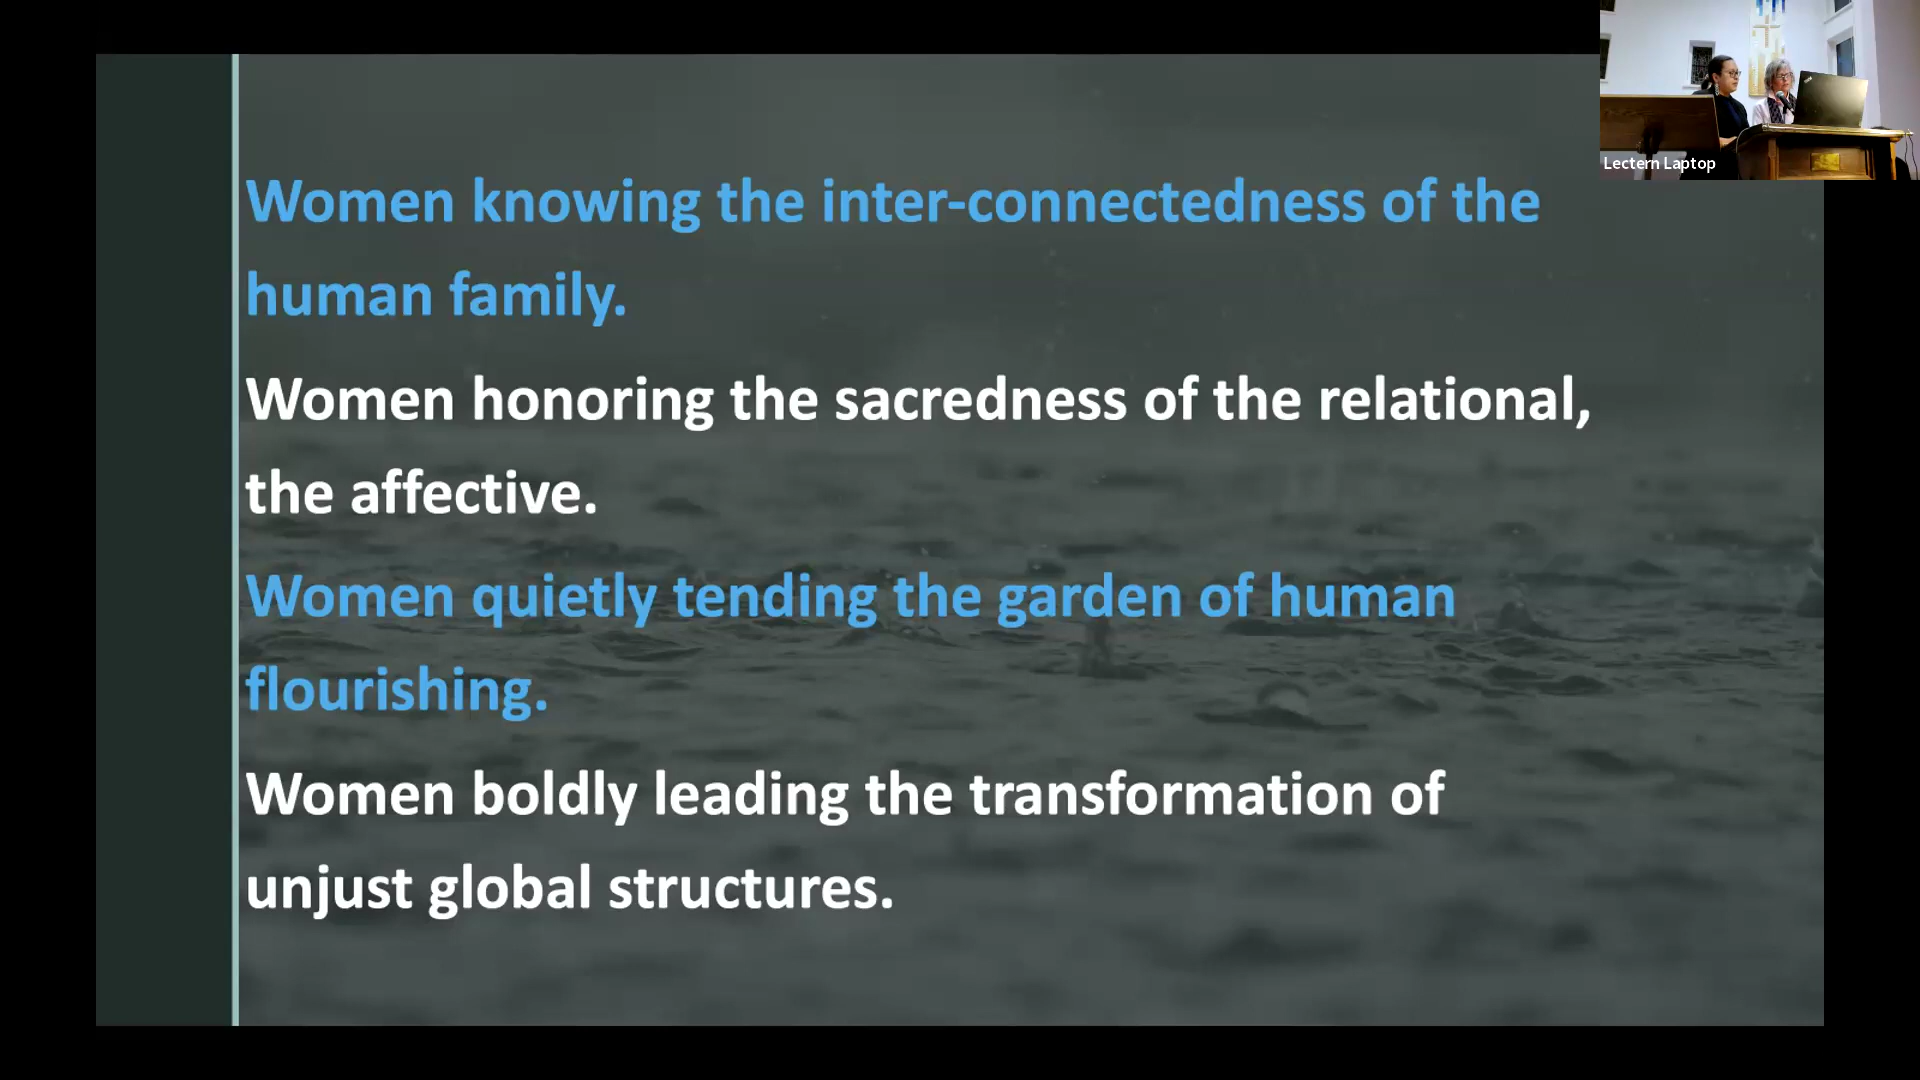 Women knowing the inter-connectedness of the
human family.
Women honoring the sacredness of the relational,
the affective.
Women quietly tending the garden of human
flourishing.
Women boldly leading the transformation of
unjust global structures.
Lectern Laptop